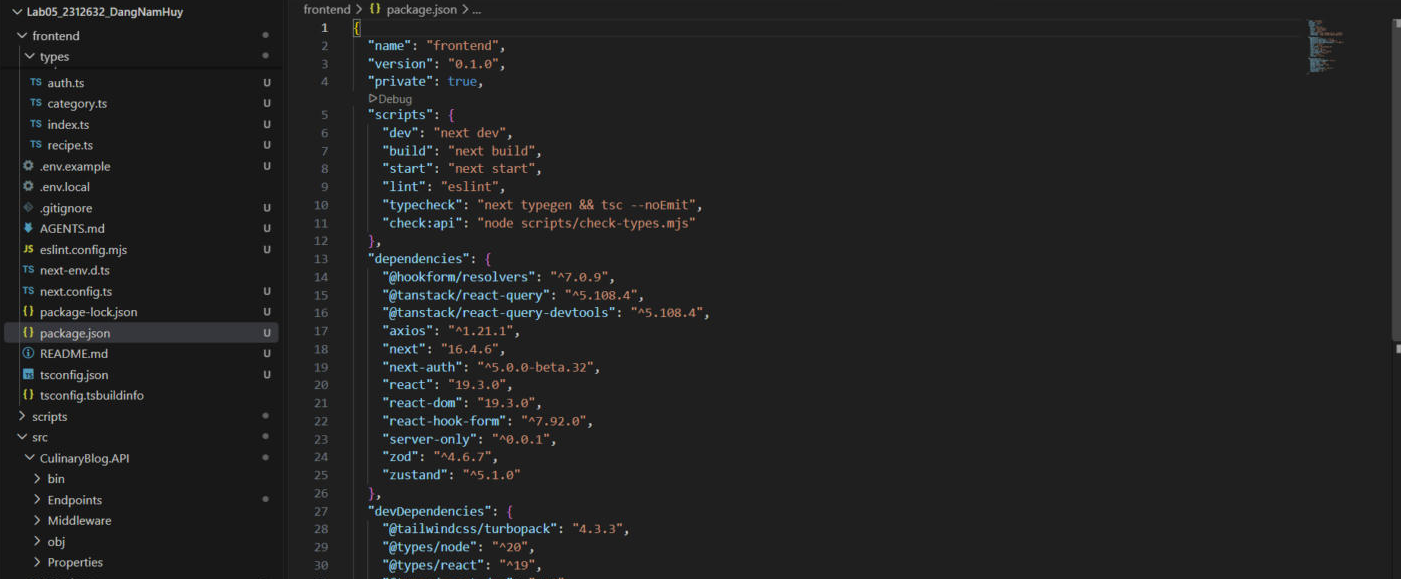 Lab05_2312632_DangNamHuy
frontend
types
TS auth.ts U
TS category.ts U
TS index.ts U
TS recipe.ts U
.env.example U
.env.local
.gitignore U
AGENTS.md U
JS eslint.config.mjs U
TS next-env.d.ts
TS next.config.ts U
{} package-lock.json U
{} package.json U
README.md U
TS tsconfig.json U
{} tsconfig.tsbuildinfo
scripts
src
CulinaryBlog.API
bin
Endpoints
Middleware
obj
Properties
frontend > {} package.json > ...
1 {
2 "name": "frontend",
3 "version": "0.1.0",
4 "private": true,
Debug
5 "scripts": {
6 "dev": "next dev",
7 "build": "next build",
8 "start": "next start",
9 "lint": "eslint",
10 "typecheck": "next typegen && tsc --noEmit",
11 "check:api": "node scripts/check-types.mjs"
12 },
13 "dependencies": {
14 "@hookform/resolvers": "^7.0.9",
15 "@tanstack/react-query": "^5.108.4",
16 "@tanstack/react-query-devtools": "^5.108.4",
17 "axios": "^1.21.1",
18 "next": "16.4.6",
19 "next-auth": "^5.0.0-beta.32",
20 "react": "19.3.0",
21 "react-dom": "19.3.0",
22 "react-hook-form": "^7.92.0",
23 "server-only": "^0.0.1",
24 "zod": "^4.6.7",
25 "zustand": "^5.1.0"
26 },
27 "devDependencies": {
28 "@tailwindcss/turbopack": "4.3.3",
29 "@types/node": "^20",
30 "@types/react": "^19",